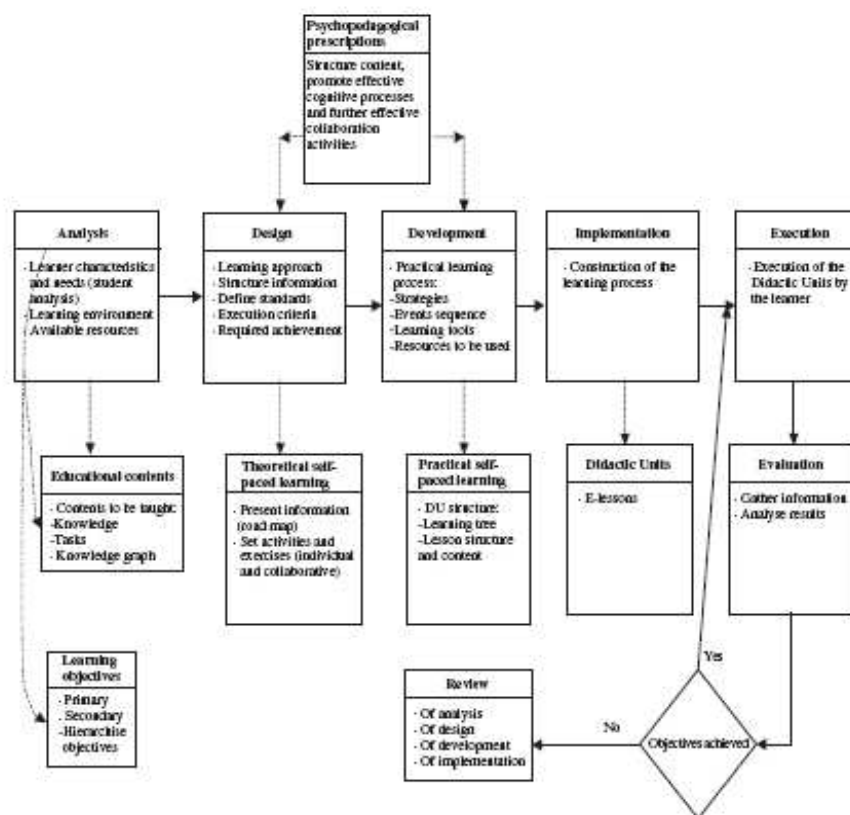 Psychopedagogical
prescriptions
Structure content,
promote effective
cognitive processes
and further effective
collaboration
activities
Analysis
- Learner characteristics
and needs (student
analysis)
- Learning environment
- Available resources
Design
- Learning approach
- Structure information
- Define standards
- Execution criteria
- Required achievement
Development
- Practical learning
process:
-Strategies
-Events sequence
-Learning tools
-Resources to be used
Implementation
- Construction of the
learning process
Execution
- Execution of the
Didactic Units by
the learner
Educational contents
- Contents to be taught:
-Knowledge
-Tasks
- Knowledge graph
Theoretical self-
paced learning
- Present information
(road map)
- Set activities and
exercises (individual
and collaborative)
Practical self-
paced learning
- DU structure:
-Learning tree
-Lesson structure
and content
Didactic Units
- E-lessons
Evaluation
- Gather information
- Analyse results
Learning
objectives
- Primary
. Secondary
-Hierarchise
objectives
Review
- Of analysis
- Of design
- Of development
- Of implementation
No
Yes
Objectives achieved